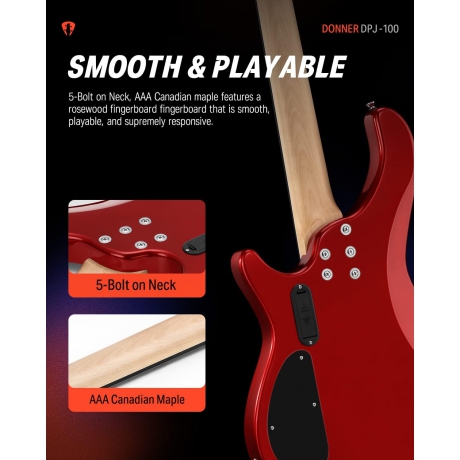 DONNER DPJ-100
SMOOTH & PLAYABLE
5-Bolt on Neck, AAA Canadian maple features a
rosewood fingerboard fingerboard that is smooth,
playable, and supremely responsive.
5-Bolt on Neck
AAA Canadian Maple